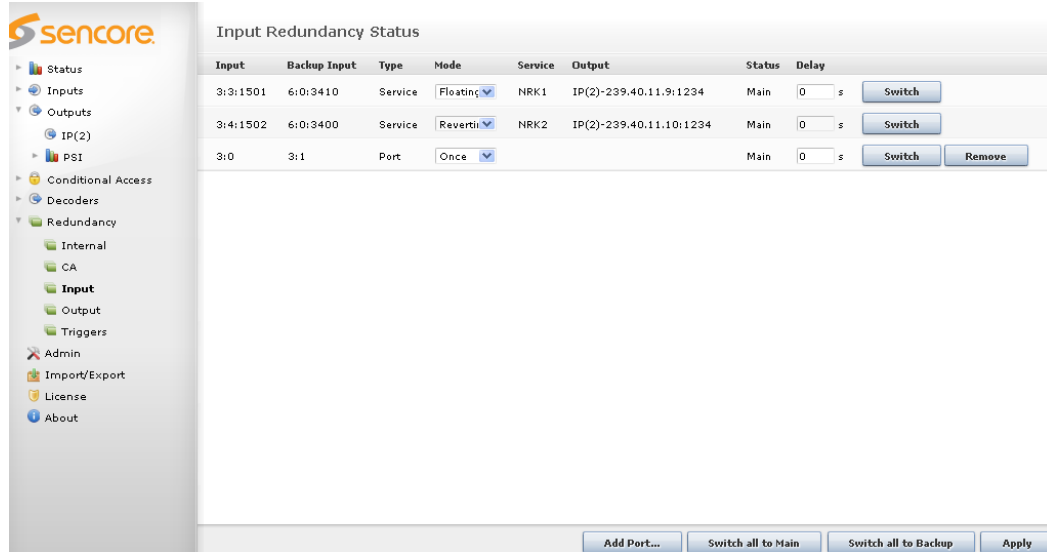 sencore
Input Redundancy Status
Status
Inputs
Outputs
IP(2)
PSI
Conditional Access
Decoders
Redundancy
Internal
CA
Input
Output
Triggers
Admin
Import/Export
License
About
Input Backup Input Type Mode Service Output Status Delay
3:3:1501 6:0:3410 Service Floating NRK1 IP(2)-239.40.11.9:1234 Main 0 s Switch
3:4:1502 6:0:3400 Service Reverti NRK2 IP(2)-239.40.11.10:1234 Main 0 s Switch
3:0 3:1 Port Once Main 0 s Switch Remove
Add Port... Switch all to Main Switch all to Backup Apply